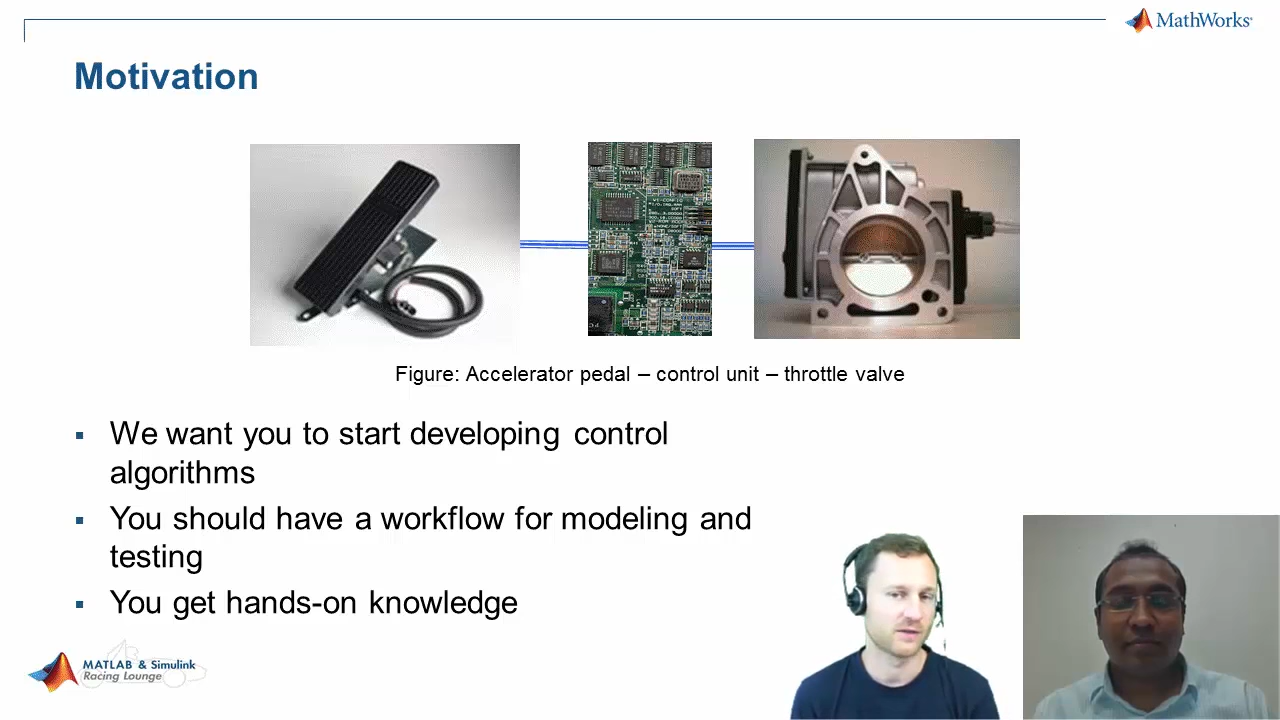 MathWorks
Motivation
Figure: Accelerator pedal – control unit – throttle valve
▪ We want you to start developing control
algorithms
▪ You should have a workflow for modeling and
testing
▪ You get hands-on knowledge
MATLAB & Simulink
Racing Lounge